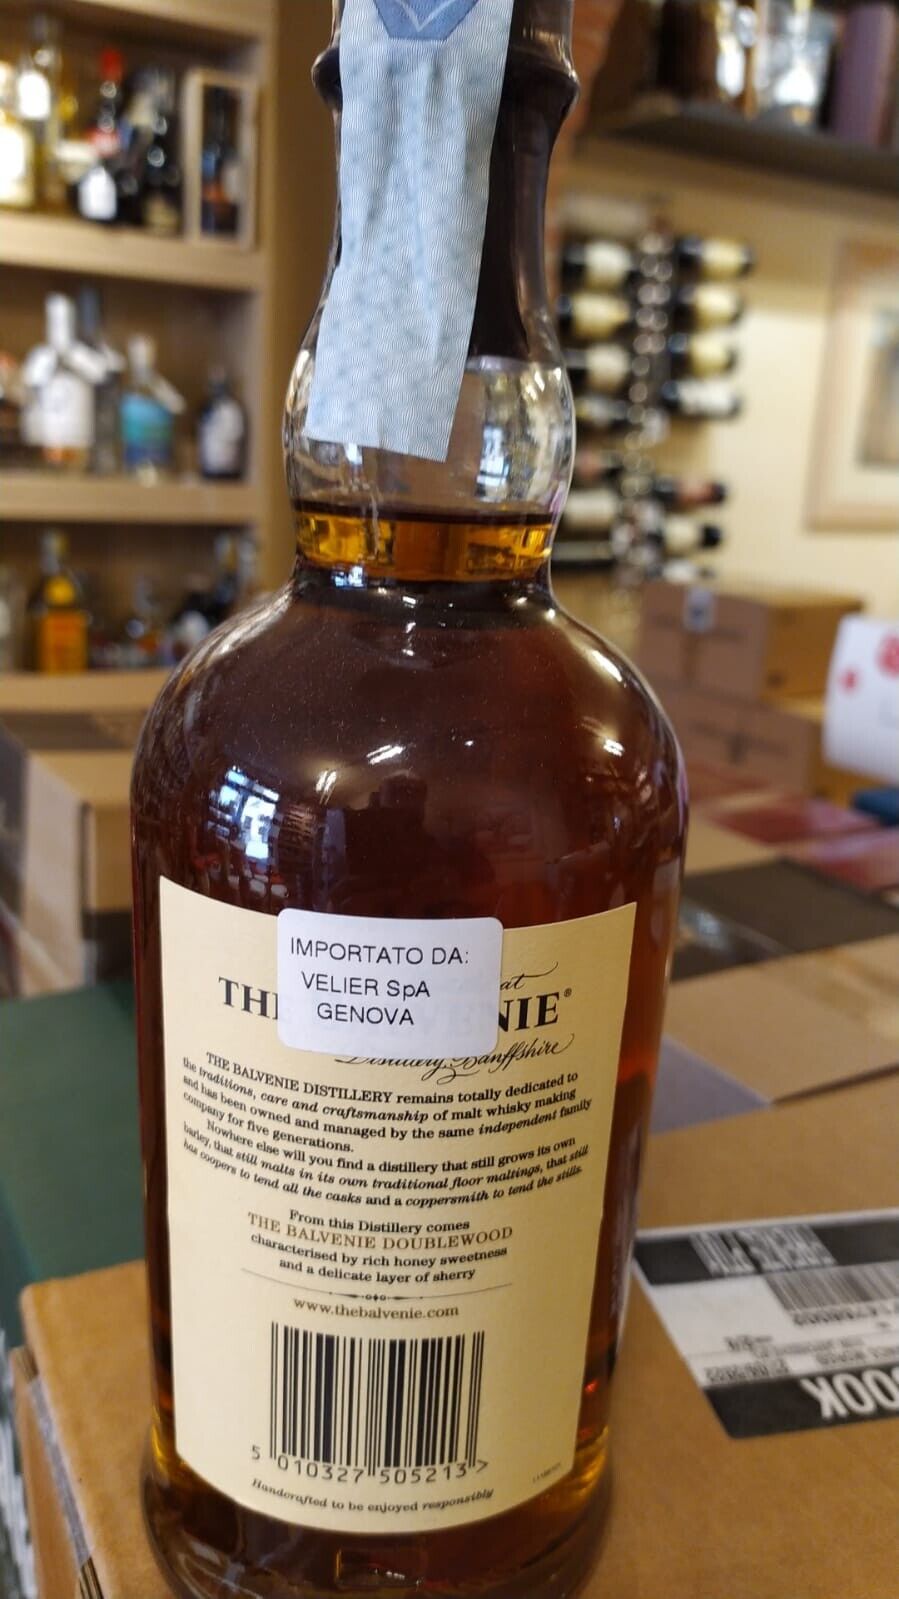 IMPORTATO DA:
VELIER SpA
GENOVA
THE BALVENIE DISTILLERY remains totally dedicated to
the traditions, care and craftsmanship of malt whisky making
and has been owned and managed by the same independent family
company for five generations.
Nowhere else will you find a distillery that still grows its own
barley, that still malts in its own traditional floor maltings, that still
has coopers to tend all the casks and a coppersmith to tend the stills.
From this Distillery comes
THE BALVENIE DOUBLEWOOD
characterised by rich honey sweetness
and a delicate layer of sherry
www.thebalvenie.com
5 010327 505213 >
Handcrafted to be enjoyed responsibly
Distillery, Banffshire